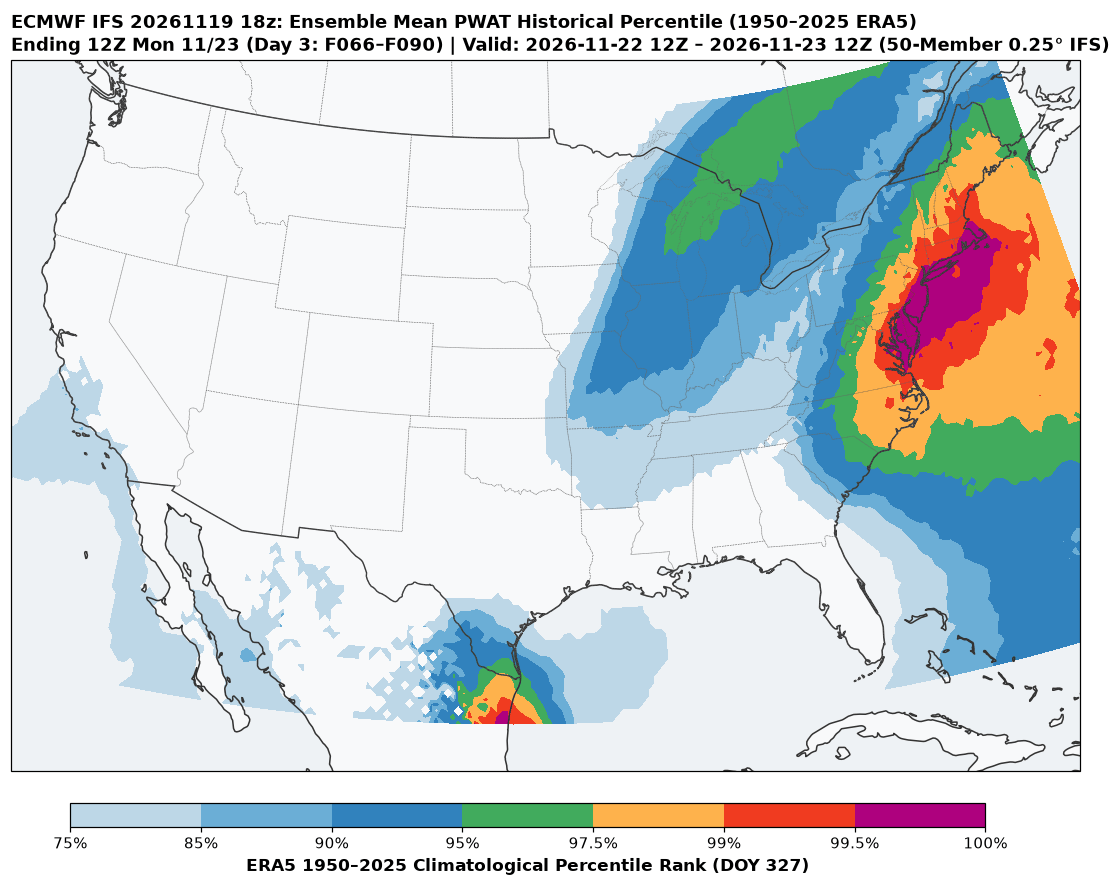 ECMWF IFS 20261119 18z: Ensemble Mean PWAT Historical Percentile (1950–2025 ERA5)
Ending 12Z Mon 11/23 (Day 3: F066–F090) | Valid: 2026-11-22 12Z – 2026-11-23 12Z (50-Member 0.25° IFS)
75% 85% 90% 95% 97.5% 99% 99.5% 100%
ERA5 1950–2025 Climatological Percentile Rank (DOY 327)